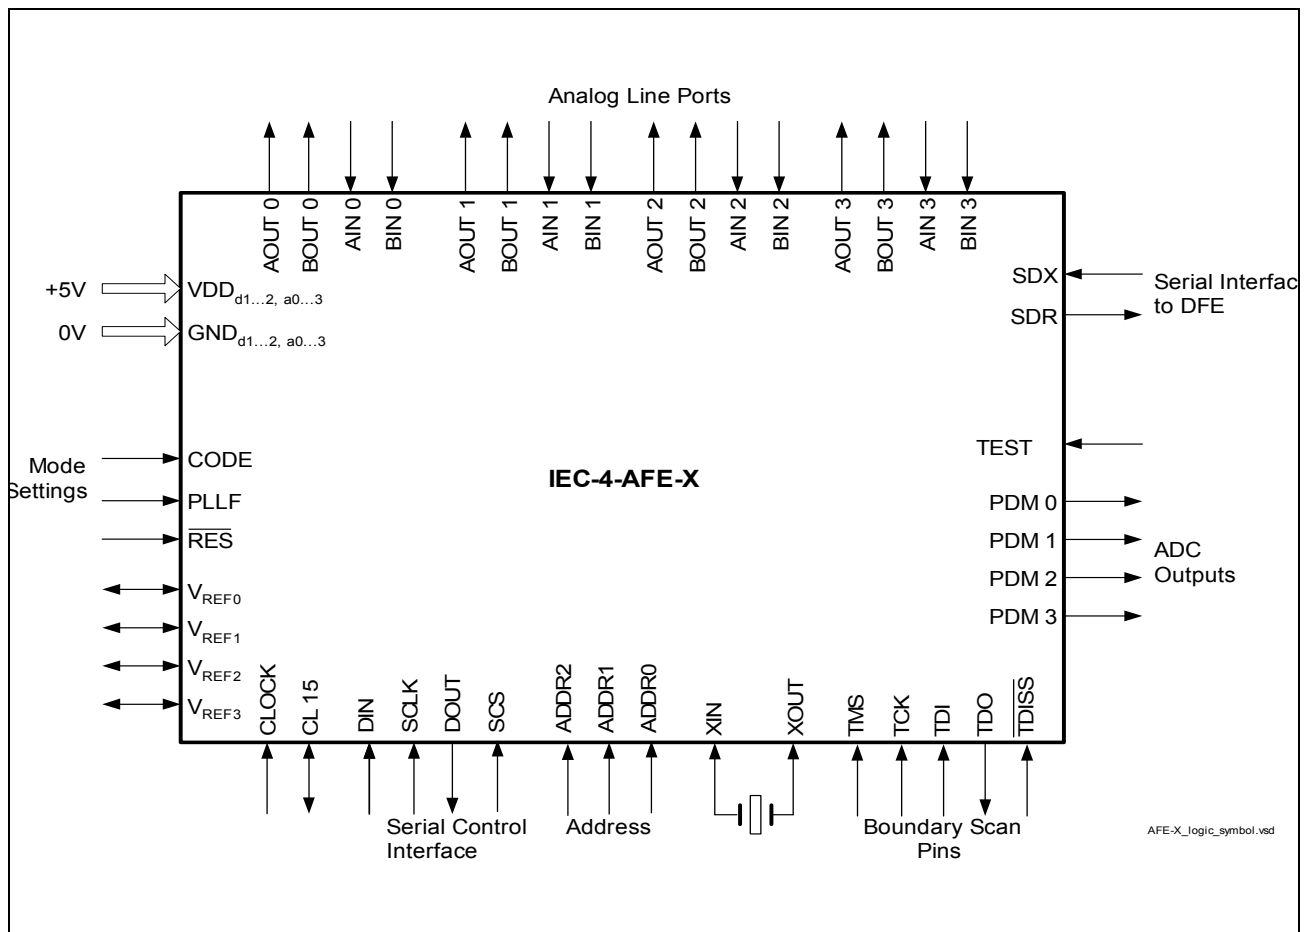 Analog Line Ports
AOUT 0
BOUT 0
AIN 0
BIN 0
AOUT 1
BOUT 1
AIN 1
BIN 1
AOUT 2
BOUT 2
AIN 2
BIN 2
AOUT 3
BOUT 3
AIN 3
BIN 3
+5V
VDD d1...2, a0...3
0V
GND d1...2, a0...3
SDX
SDR
Serial Interfac
to DFE
Mode
Settings
CODE
PLLF
RES
IEC-4-AFE-X
TEST
PDM 0
PDM 1
PDM 2
PDM 3
ADC
Outputs
VREF0
VREF1
VREF2
VREF3
CLOCK
CL 15
DIN
SCLK
DOUT
SCS
ADDR2
ADDR1
ADDR0
XIN
XOUT
TMS
TCK
TDI
TDO
TDISS
Serial Control
Interface
Address
Boundary Scan
Pins
AFE-X_logic_symbol.vsd